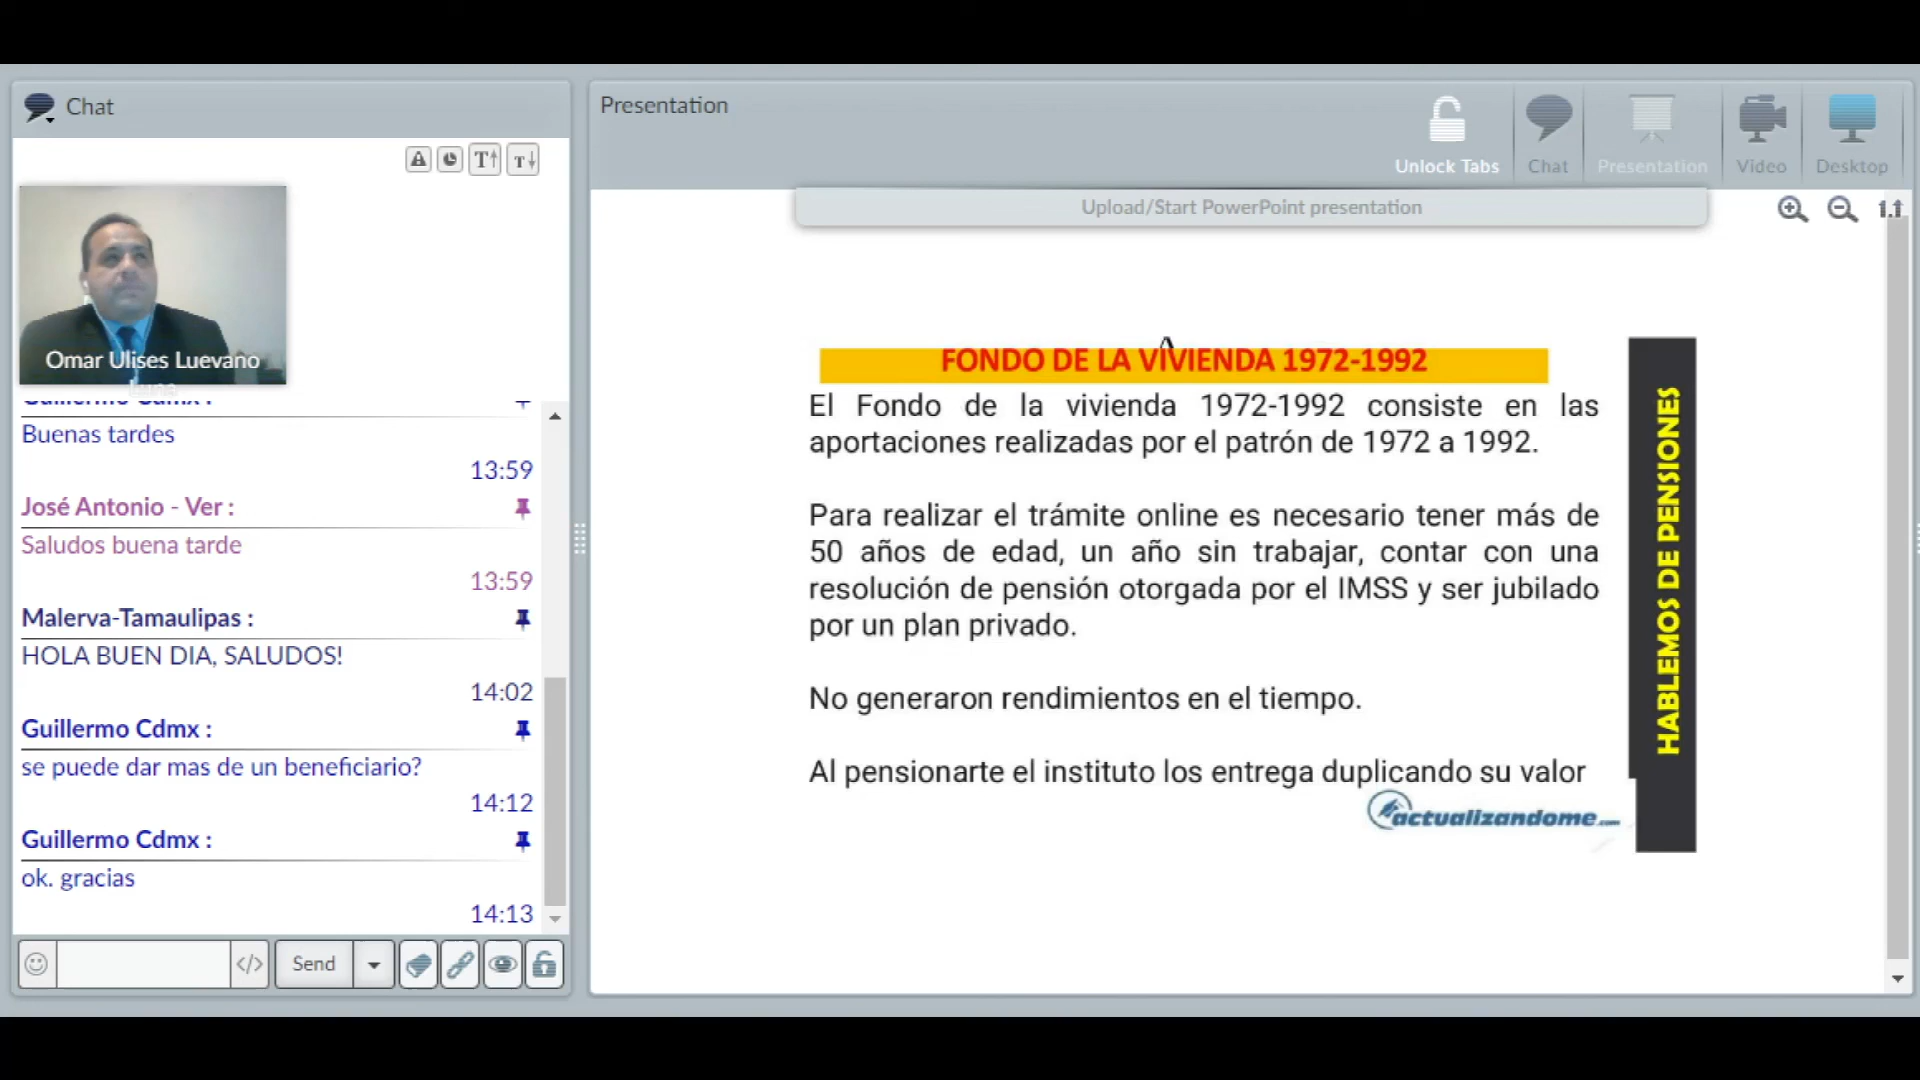 Chat
Omar Ulises Luevano
Buenas tardes
13:59
José Antonio - Ver :
Saludos buena tarde
13:59
Malerva-Tamaulipas :
HOLA BUEN DIA, SALUDOS!
14:02
Guillermo Cdmx :
se puede dar mas de un beneficiario?
14:12
Guillermo Cdmx :
ok. gracias
14:13
Send
Presentation
Unlock Tabs
Chat
Presentation
Video
Desktop
Upload/Start PowerPoint presentation
1:1
FONDO DE LA VIVIENDA 1972-1992
El Fondo de la vivienda 1972-1992 consiste en las
aportaciones realizadas por el patrón de 1972 a 1992.
Para realizar el trámite online es necesario tener más de
50 años de edad, un año sin trabajar, contar con una
resolución de pensión otorgada por el IMSS y ser jubilado
por un plan privado.
No generaron rendimientos en el tiempo.
Al pensionarte el instituto los entrega duplicando su valor
actualizandome.com
HABLEMOS DE PENSIONES